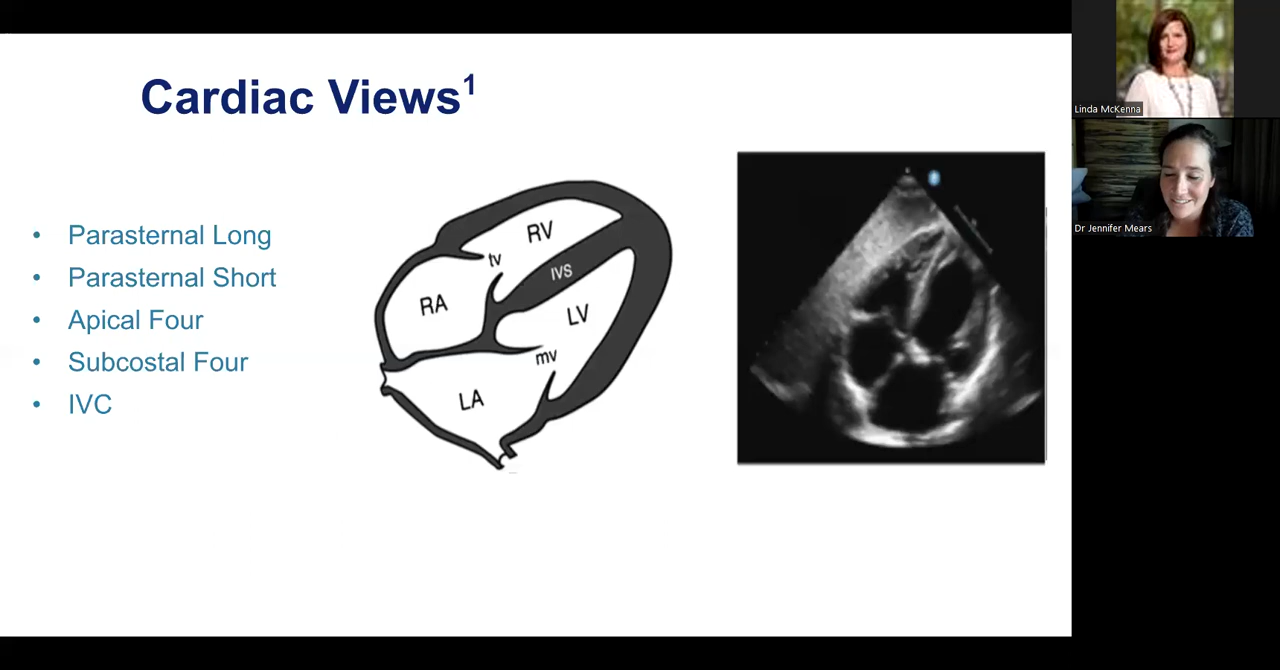 Cardiac Views1
• Parasternal Long
• Parasternal Short
• Apical Four
• Subcostal Four
• IVC
RV
tv
IVS
RA
LV
mv
LA
Linda McKenna
Dr Jennifer Mears